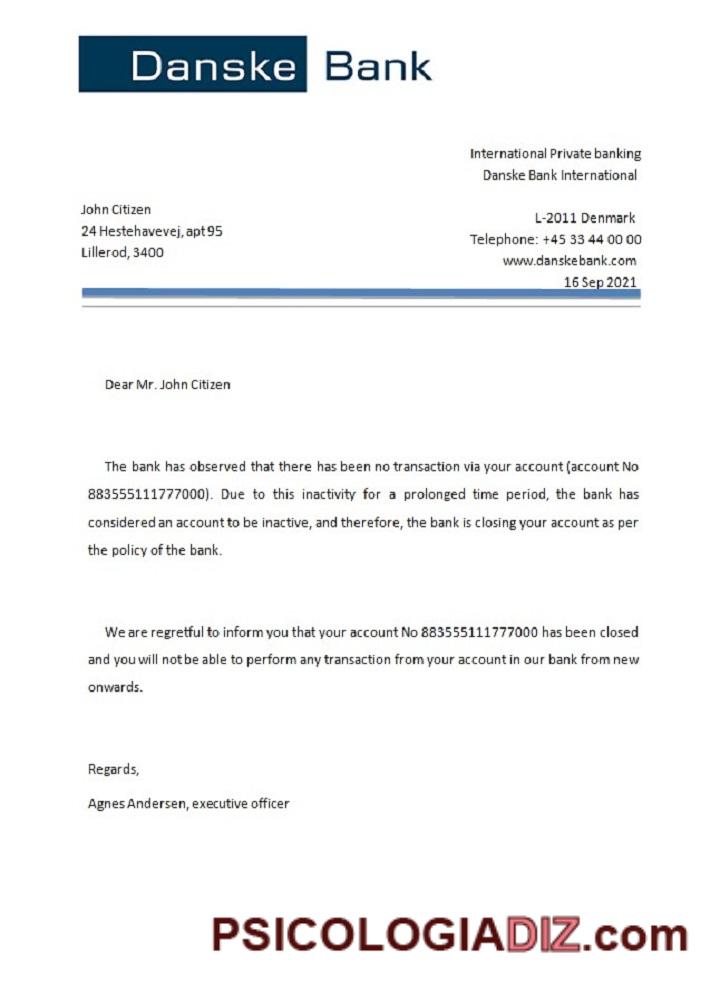 Danske Bank
International Private banking
Danske Bank International
John Citizen
24 Hestehavevej, apt 95
Lillerod, 3400
L-2011 Denmark
Telephone: +45 33 44 00 00
www.danskebank.com
16 Sep 2021
Dear Mr. John Citizen
The bank has observed that there has been no transaction via your account (account No
883555111777000). Due to this inactivity for a prolonged time period, the bank has
considered an account to be inactive, and therefore, the bank is closing your account as per
the policy of the bank.
We are regretful to inform you that your account No 883555111777000 has been closed
and you will not be able to perform any transaction from your account in our bank from new
onwards.
Regards,
Agnes Andersen, executive officer
PSICOLOGIADIZ.com